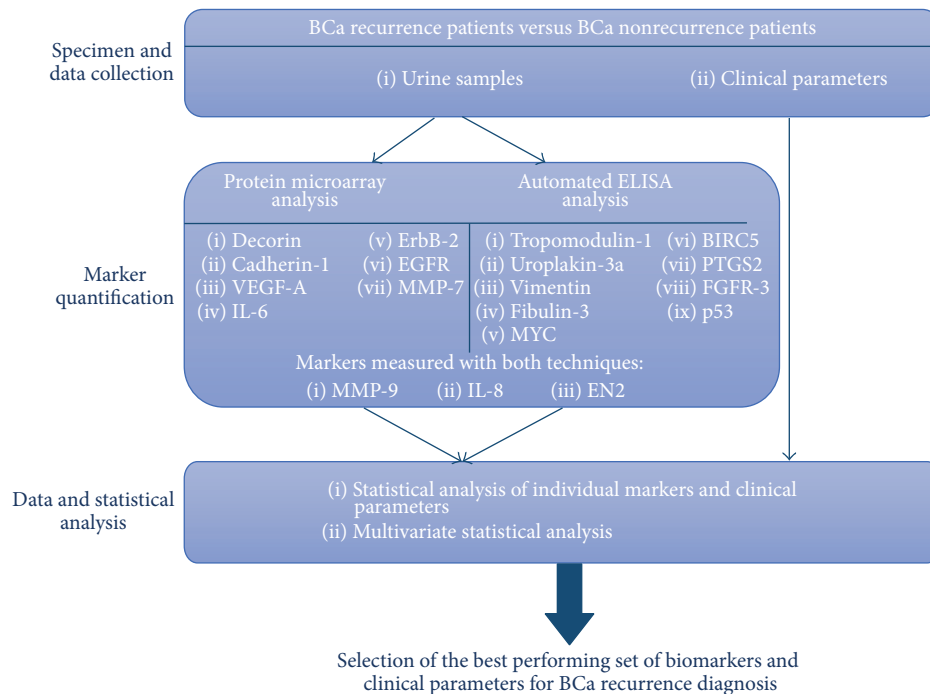 BCa recurrence patients versus BCa nonrecurrence patients
Specimen and
data collection
(i) Urine samples
(ii) Clinical parameters
Protein microarray
analysis
Automated ELISA
analysis
Marker
quantification
(i) Decorin
(ii) Cadherin-1
(iii) VEGF-A
(iv) IL-6
(v) ErbB-2
(vi) EGFR
(vii) MMP-7
(i) Tropomodulin-1
(ii) Uroplakin-3a
(iii) Vimentin
(iv) Fibulin-3
(v) MYC
(vi) BIRC5
(vii) PTGS2
(viii) FGFR-3
(ix) p53
Markers measured with both techniques:
(i) MMP-9 (ii) IL-8 (iii) EN2
Data and statistical
analysis
(i) Statistical analysis of individual markers and clinical
parameters
(ii) Multivariate statistical analysis
Selection of the best performing set of biomarkers and
clinical parameters for BCa recurrence diagnosis